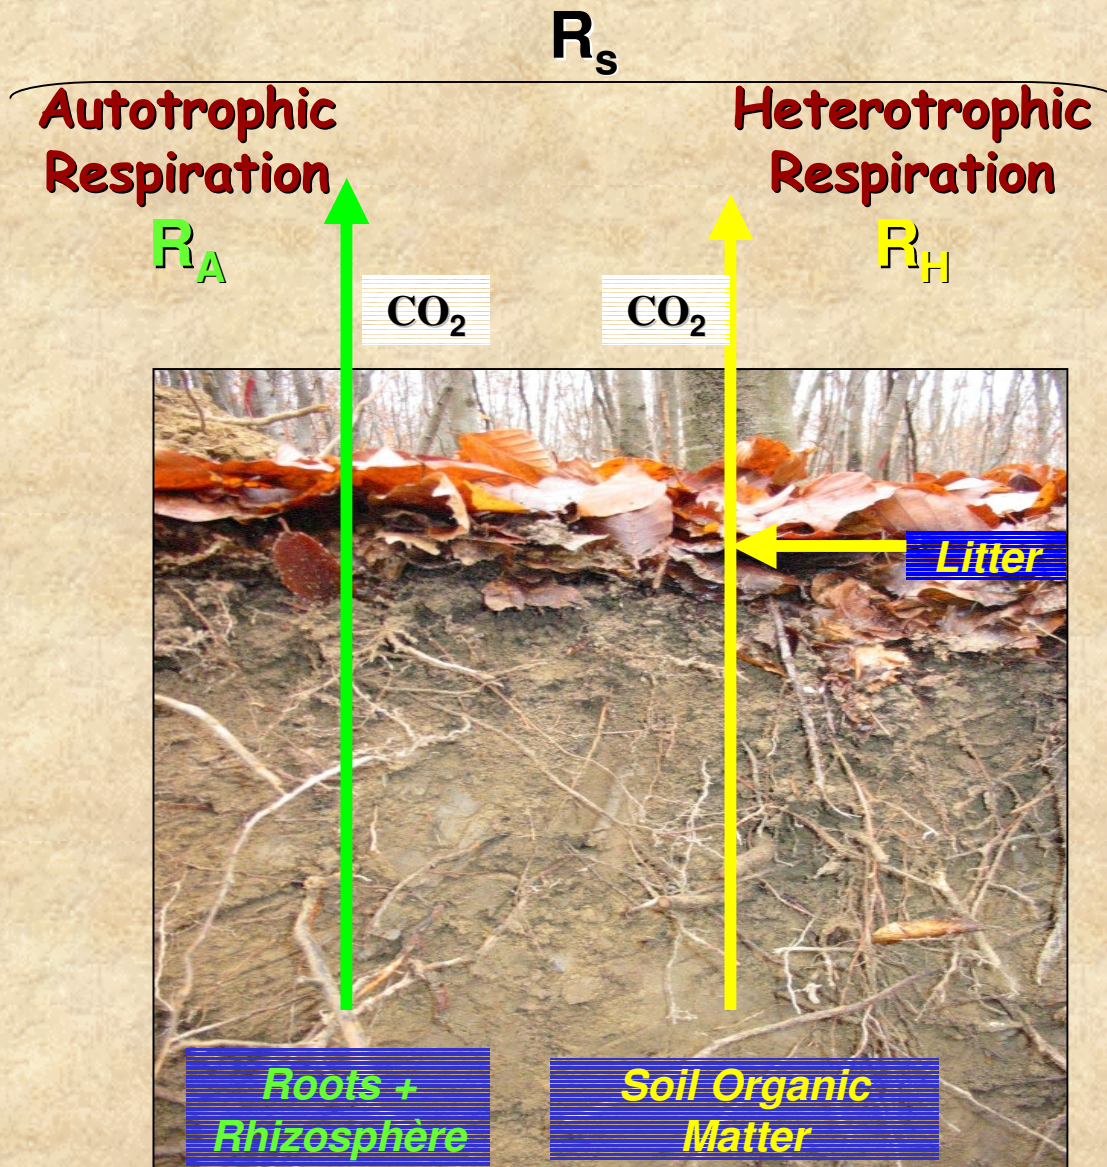 Rs
Autotrophic
Respiration
Heterotrophic
Respiration
RA
RH
CO2
CO2
Litter
Roots +
Rhizosphère
Soil Organic
Matter